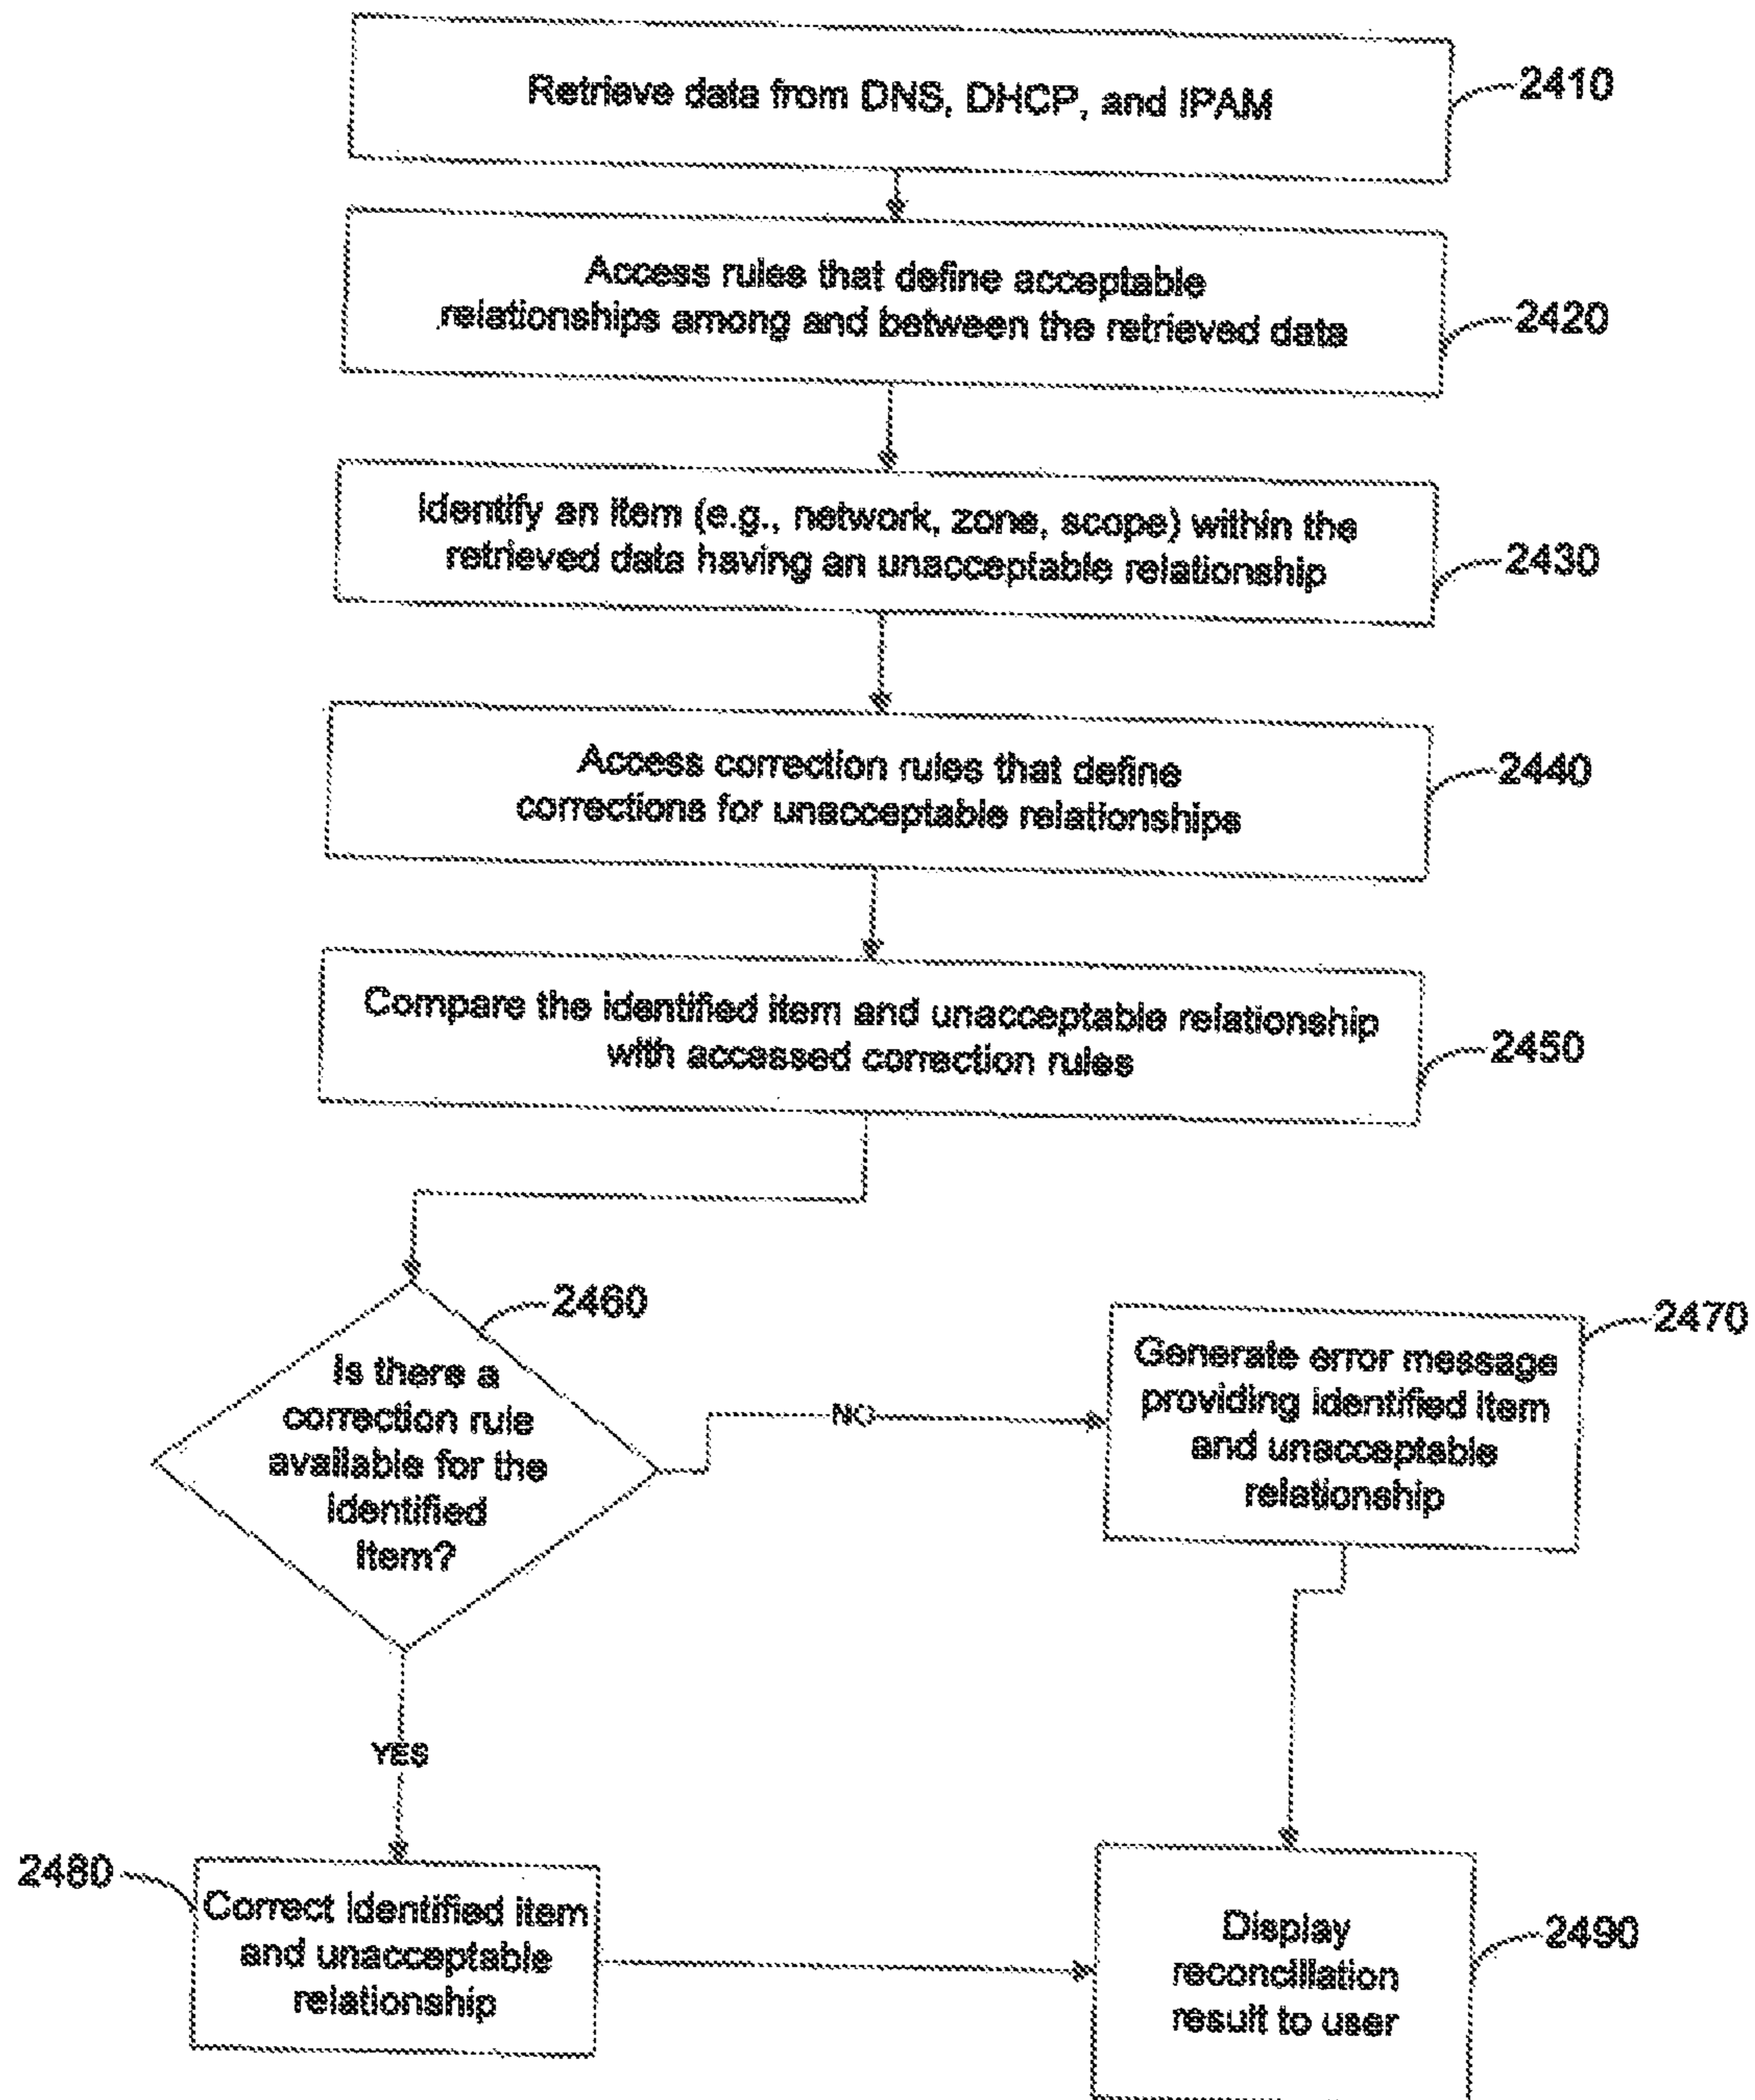 Retrieve data from DNS, DHCP, and IPAM
2410
Access rules that define acceptable
relationships among and between the retrieved data
2420
Identify an item (e.g., network, zone, scope) within the
retrieved data having an unacceptable relationship
2430
Access correction rules that define
corrections for unacceptable relationships
2440
Compare the identified item and unacceptable relationship
with accessed correction rules
2450
2460
Is there a
correction rule
available for the
identified
item?
NO
2470
Generate error message
providing identified item
and unacceptable
relationship
YES
2480
Correct identified item
and unacceptable
relationship
Display
reconciliation
result to user
2490